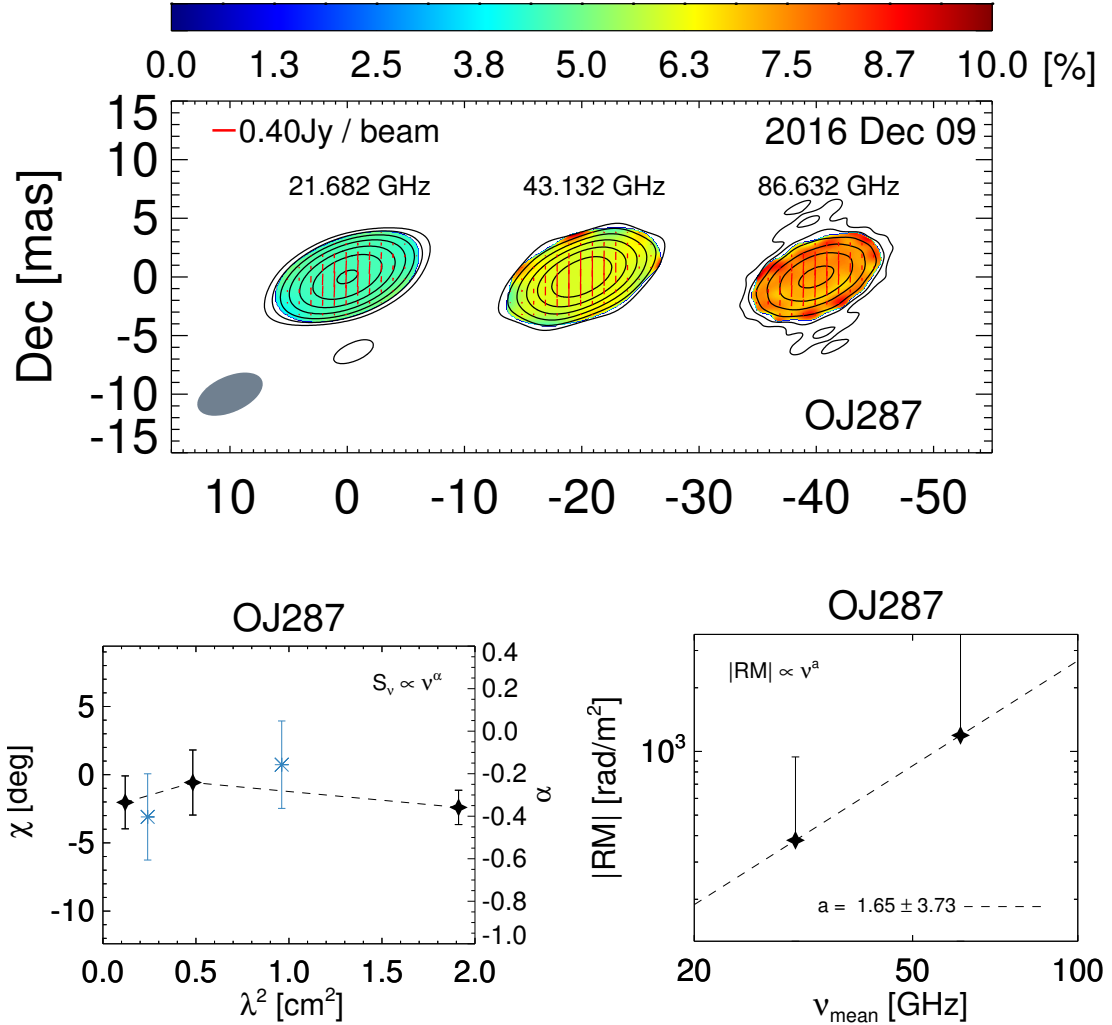 0.0 1.3 2.5 3.8 5.0 6.3 7.5 8.7 10.0 [%]
0.40Jy / beam 2016 Dec 09
21.682 GHz 43.132 GHz 86.632 GHz
Dec [mas]
15
10
5
0
-5
-10
-15
OJ287
10 0 -10 -20 -30 -40 -50
OJ287
S_ν ∝ ν^α
χ [deg]
5
0
-5
-10
0.4
0.2
0.0
-0.2
-0.4
-0.6
-0.8
-1.0
α
0.0 0.5 1.0 1.5 2.0
λ² [cm²]
OJ287
|RM| ∝ ν^a
|RM| [rad/m²]
10³
a = 1.65 ± 3.73
20 50 100
ν_mean [GHz]